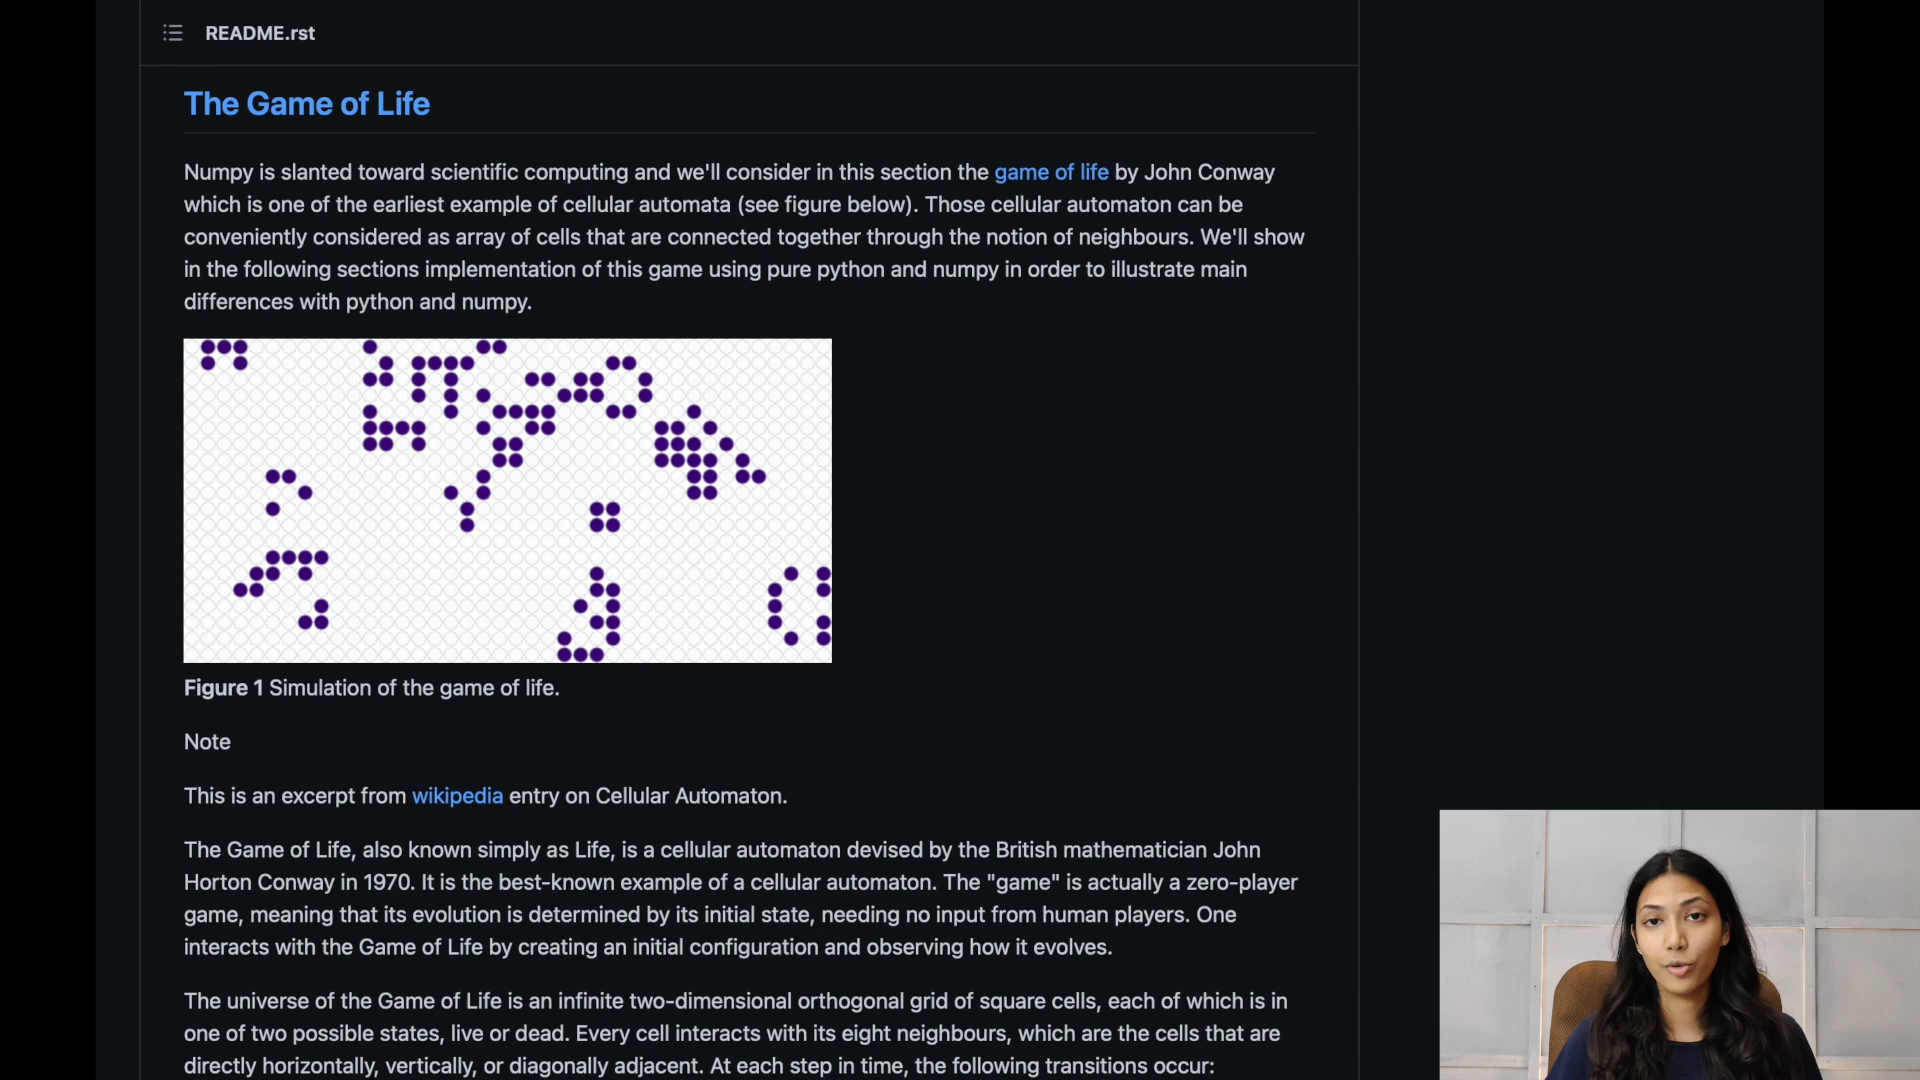 README.rst
The Game of Life
Numpy is slanted toward scientific computing and we'll consider in this section the game of life by John Conway
which is one of the earliest example of cellular automata (see figure below). Those cellular automaton can be
conveniently considered as array of cells that are connected together through the notion of neighbours. We'll show
in the following sections implementation of this game using pure python and numpy in order to illustrate main
differences with python and numpy.
Figure 1 Simulation of the game of life.
Note
This is an excerpt from wikipedia entry on Cellular Automaton.
The Game of Life, also known simply as Life, is a cellular automaton devised by the British mathematician John
Horton Conway in 1970. It is the best-known example of a cellular automaton. The "game" is actually a zero-player
game, meaning that its evolution is determined by its initial state, needing no input from human players. One
interacts with the Game of Life by creating an initial configuration and observing how it evolves.
The universe of the Game of Life is an infinite two-dimensional orthogonal grid of square cells, each of which is in
one of two possible states, live or dead. Every cell interacts with its eight neighbours, which are the cells that are
directly horizontally, vertically, or diagonally adjacent. At each step in time, the following transitions occur: